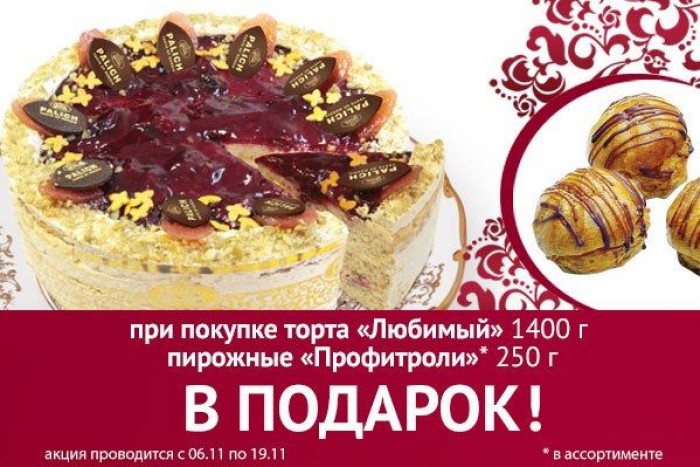 PALICH
PALICH
PALICH
PALICH
PALICH
PALICH
при покупке торта «Любимый» 1400 г
пирожные «Профитроли»* 250 г
В ПОДАРОК!
акция проводится с 06.11 по 19.11
* в ассортименте